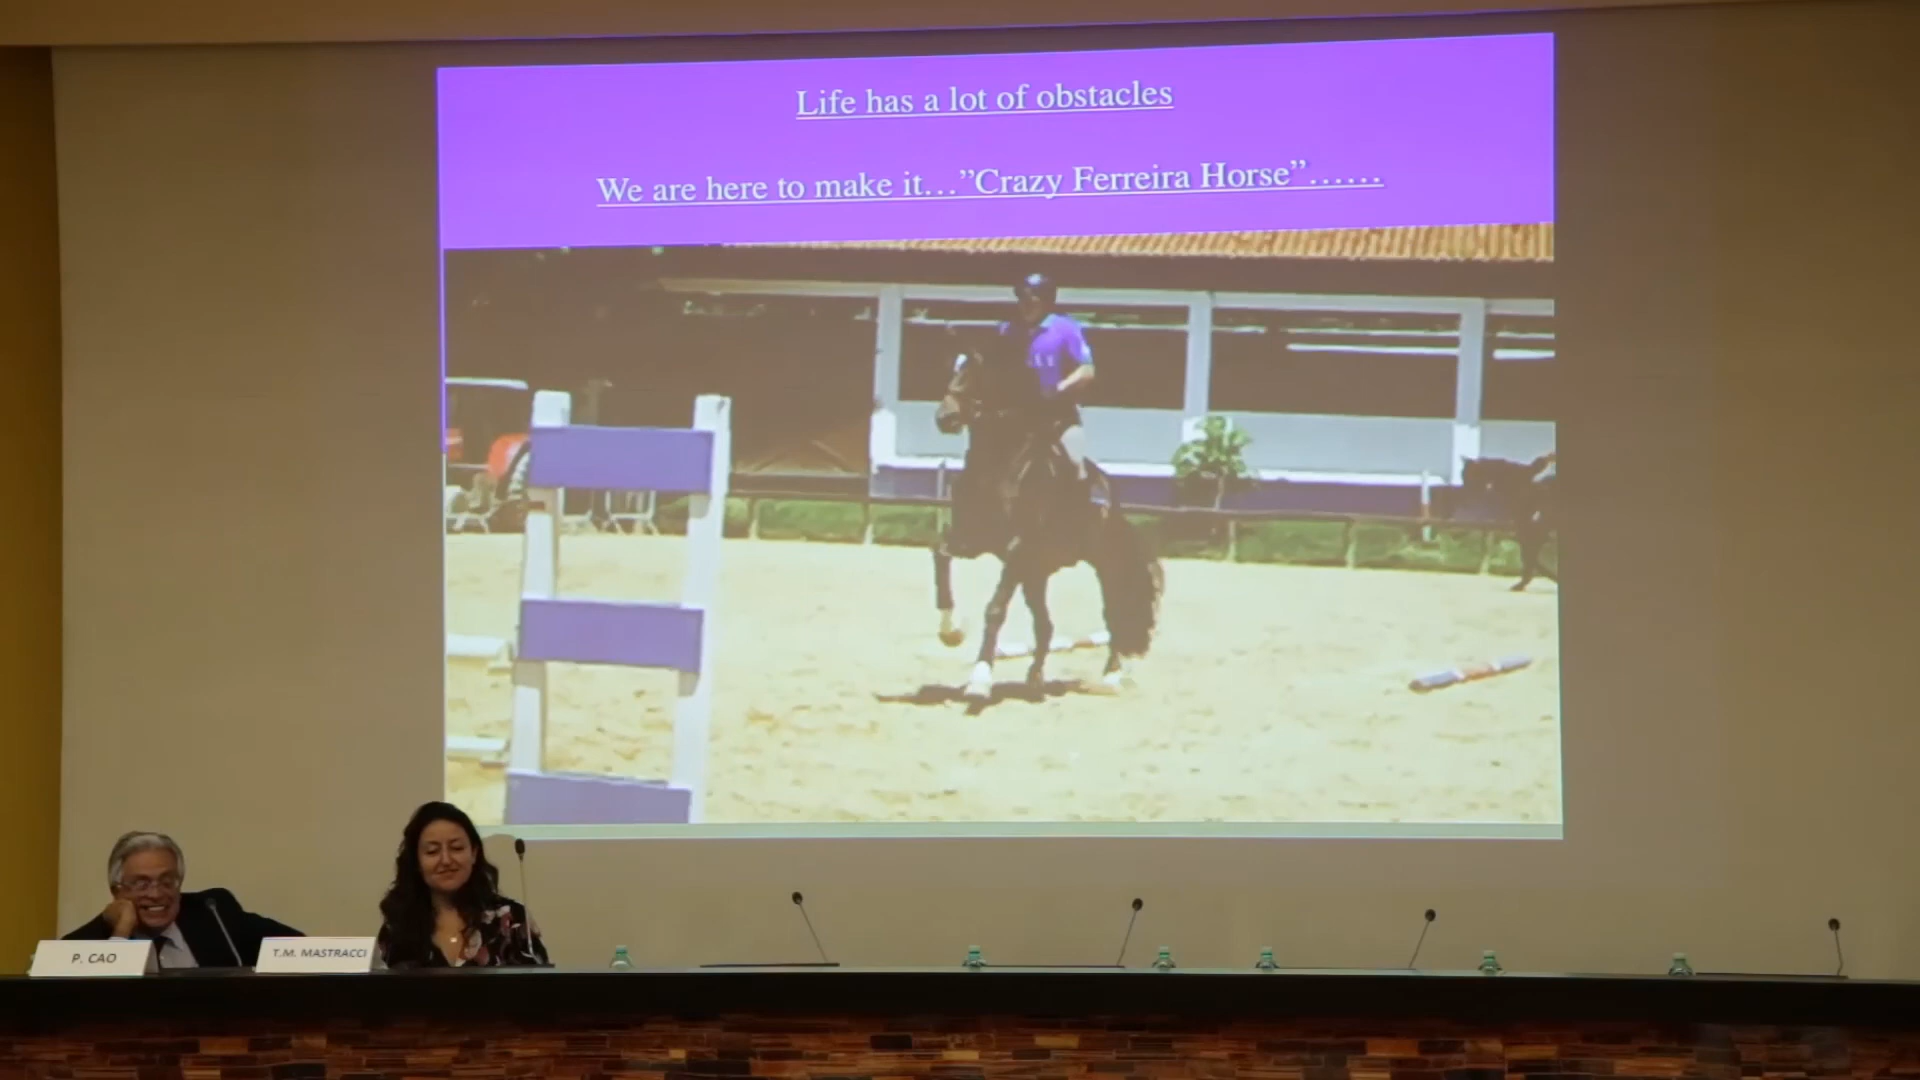 Life has a lot of obstacles
We are here to make it...”Crazy Ferreira Horse”......
P. CAO
T.M. MASTRACCI